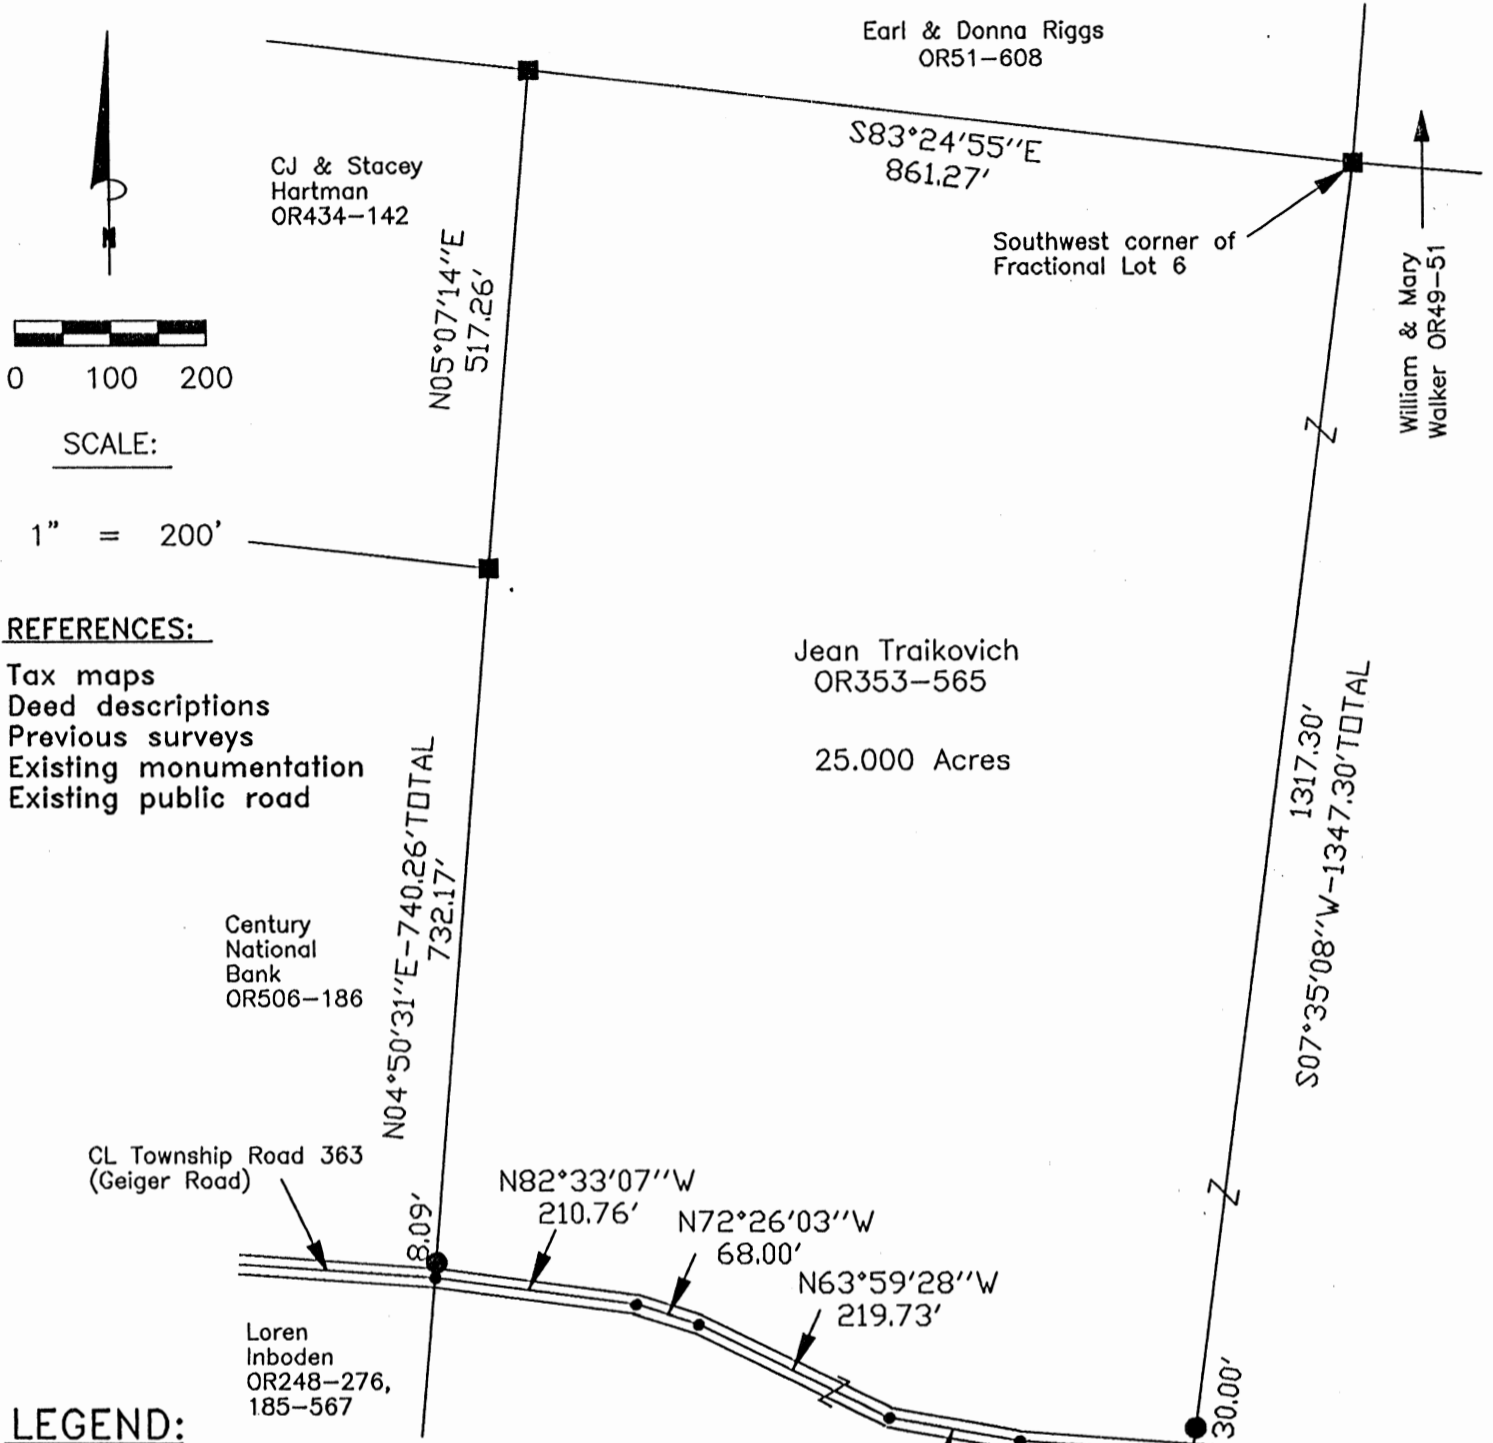 Earl & Donna Riggs
OR51-608
S83°24'55"E
861.27'
CJ & Stacey
Hartman
OR434-142
N05°07'14"E
517.26'
Southwest corner of
Fractional Lot 6
William & Mary
Walker OR49-51
N
0 100 200
SCALE:
1" = 200'
REFERENCES:
Tax maps
Deed descriptions
Previous surveys
Existing monumentation
Existing public road
Jean Traikovich
OR353-565
25.000 Acres
1317.30'
S07°35'08"W-1347.30'TOTAL
N04°50'31"E-740.26'TOTAL
732.17'
Century
National
Bank
OR506-186
CL Township Road 363
(Geiger Road)
8.09'
N82°33'07"W
210.76'
N72°26'03"W
68.00'
N63°59'28"W
219.73'
Loren
Inboden
OR248-276,
185-567
30.00'
LEGEND: